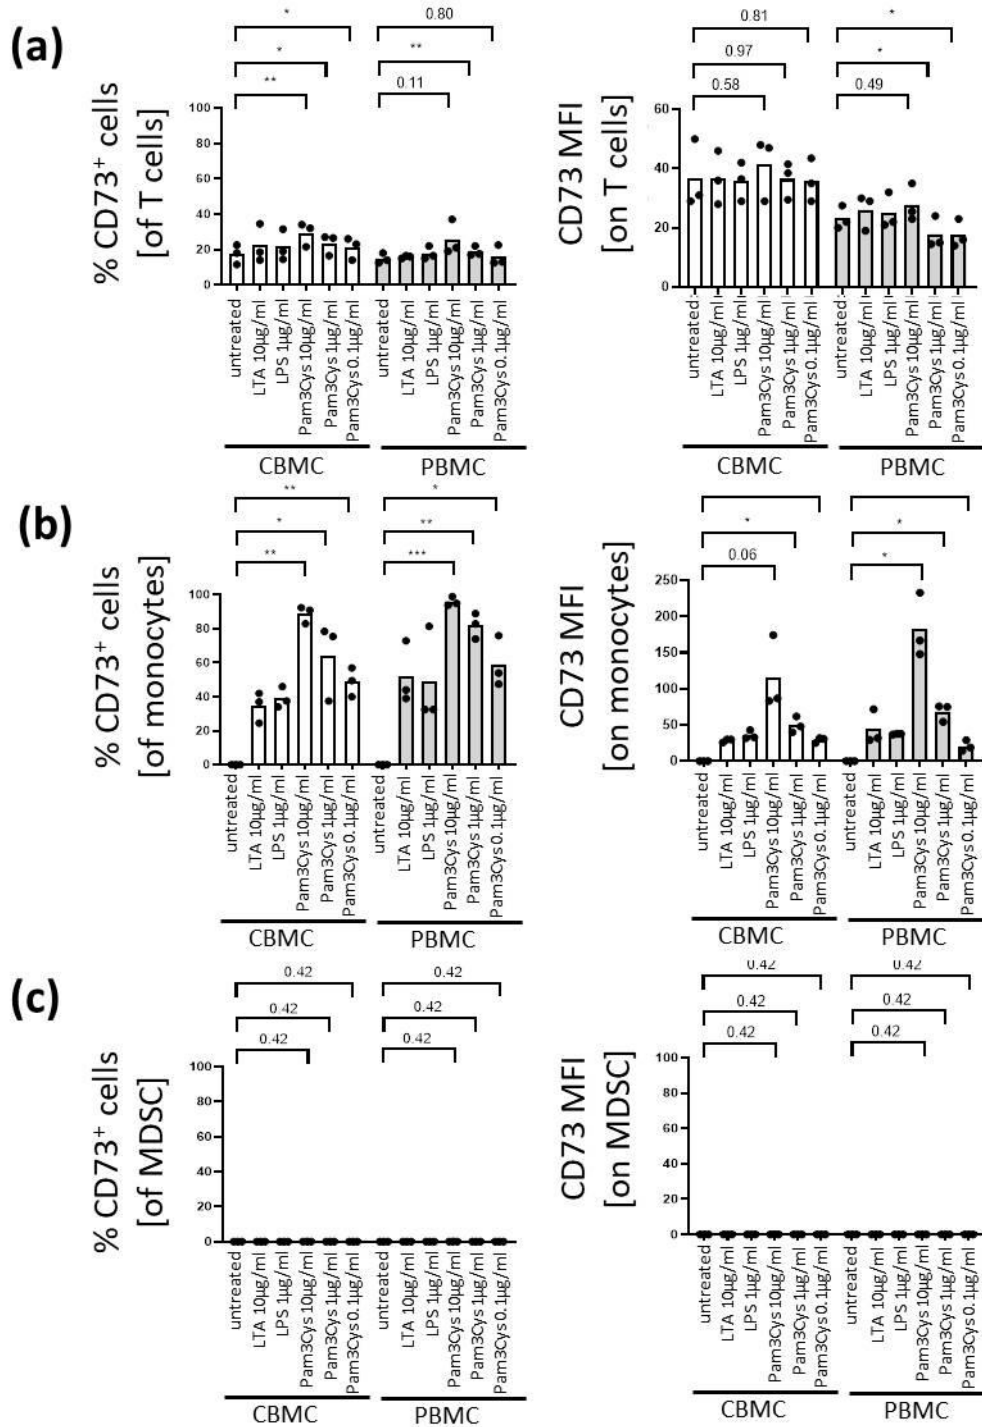 (a)
% CD73+ cells
[of T cells]
* 0.80
* **
** 0.11
100
80
60
40
20
0
untreated
LTA 10µg/ml
LPS 1µg/ml
Pam3Cys 10µg/ml
Pam3Cys 1µg/ml
Pam3Cys 0.1µg/ml
untreated
LTA 10µg/ml
LPS 1µg/ml
Pam3Cys 10µg/ml
Pam3Cys 1µg/ml
Pam3Cys 0.1µg/ml
CBMC PBMC
CD73 MFI
[on T cells]
0.81 *
0.97 *
0.58 0.49
60
40
20
0
untreated
LTA 10µg/ml
LPS 1µg/ml
Pam3Cys 10µg/ml
Pam3Cys 1µg/ml
Pam3Cys 0.1µg/ml
untreated
LTA 10µg/ml
LPS 1µg/ml
Pam3Cys 10µg/ml
Pam3Cys 1µg/ml
Pam3Cys 0.1µg/ml
CBMC PBMC
(b)
% CD73+ cells
[of monocytes]
** *
* **
** ***
100
80
60
40
20
0
untreated
LTA 10µg/ml
LPS 1µg/ml
Pam3Cys 10µg/ml
Pam3Cys 1µg/ml
Pam3Cys 0.1µg/ml
untreated
LTA 10µg/ml
LPS 1µg/ml
Pam3Cys 10µg/ml
Pam3Cys 1µg/ml
Pam3Cys 0.1µg/ml
CBMC PBMC
CD73 MFI
[on monocytes]
* *
0.06 *
250
200
150
100
50
0
untreated
LTA 10µg/ml
LPS 1µg/ml
Pam3Cys 10µg/ml
Pam3Cys 1µg/ml
Pam3Cys 0.1µg/ml
untreated
LTA 10µg/ml
LPS 1µg/ml
Pam3Cys 10µg/ml
Pam3Cys 1µg/ml
Pam3Cys 0.1µg/ml
CBMC PBMC
(c)
% CD73+ cells
[of MDSC]
0.42 0.42
0.42 0.42
0.42 0.42
100
80
60
40
20
0
untreated
LTA 10µg/ml
LPS 1µg/ml
Pam3Cys 10µg/ml
Pam3Cys 1µg/ml
Pam3Cys 0.1µg/ml
untreated
LTA 10µg/ml
LPS 1µg/ml
Pam3Cys 10µg/ml
Pam3Cys 1µg/ml
Pam3Cys 0.1µg/ml
CBMC PBMC
CD73 MFI
[on MDSC]
0.42 0.42
0.42 0.42
0.42 0.42
100
80
60
40
20
0
untreated
LTA 10µg/ml
LPS 1µg/ml
Pam3Cys 10µg/ml
Pam3Cys 1µg/ml
Pam3Cys 0.1µg/ml
untreated
LTA 10µg/ml
LPS 1µg/ml
Pam3Cys 10µg/ml
Pam3Cys 1µg/ml
Pam3Cys 0.1µg/ml
CBMC PBMC